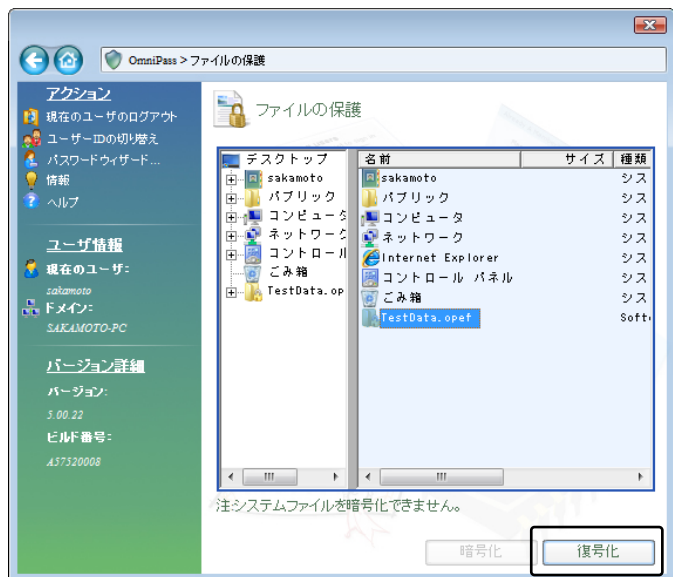 OmniPass > ファイルの保護
アクション
現在のユーザのログアウト
ユーザーIDの切り替え
パスワードウィザード...
情報
ヘルプ
ユーザ情報
現在のユーザ:
sakamoto
ドメイン:
SAKAMOTO-PC
バージョン詳細
バージョン:
5.00.22
ビルド番号:
A57520008
ファイルの保護
デスクトップ
sakamoto
パブリック
コンピュータ
ネットワーク
コントロール
ごみ箱
TestData.op
名前 サイズ 種類
sakamoto シス
パブリック シス
コンピュータ シス
ネットワーク シス
Internet Explorer シス
コントロール パネル シス
ごみ箱 シス
TestData.opef Soft
注:システムファイルを暗号化できません。
暗号化 復号化